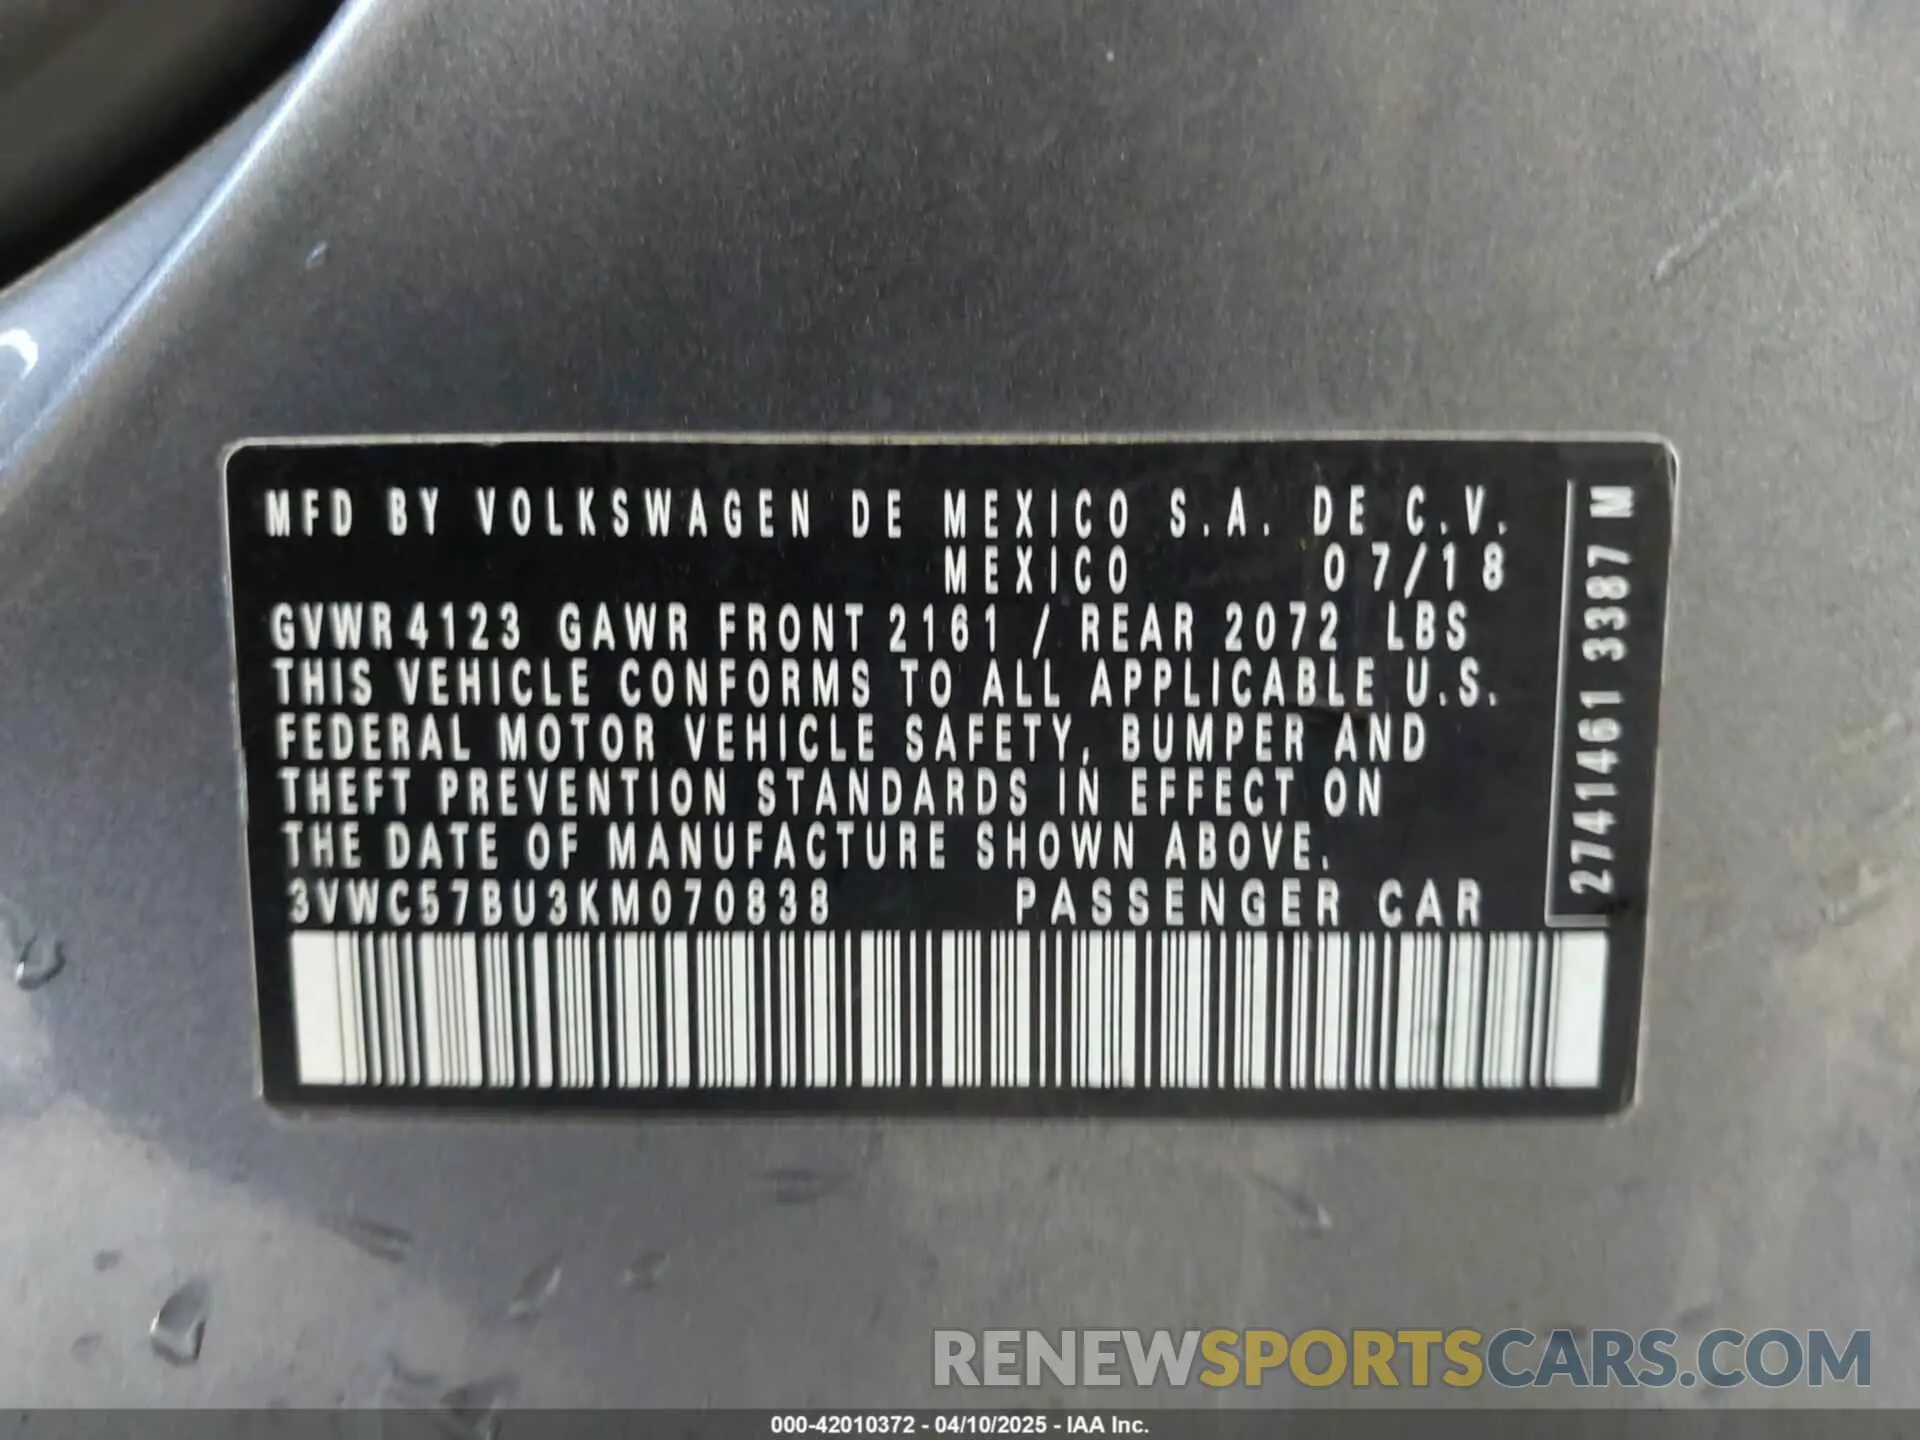 MFD BY VOLKSWAGEN DE MEXICO S.A. DE C.V.
MEXICO 07/18
GVWR 4123 GAWR FRONT 2161 / REAR 2072 LBS
THIS VEHICLE CONFORMS TO ALL APPLICABLE U.S.
FEDERAL MOTOR VEHICLE SAFETY, BUMPER AND
THEFT PREVENTION STANDARDS IN EFFECT ON
THE DATE OF MANUFACTURE SHOWN ABOVE.
3VWC57BU3KM070838 PASSENGER CAR
2741461 3387 M
RENEWSPORTSCARS.COM
000-42010372 - 04/10/2025 - IAA Inc.